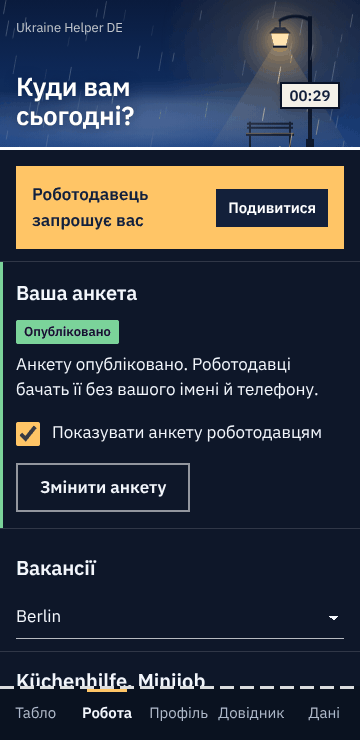 Ukraine Helper DE
Куди вам
сьогодні?
00:29
Роботодавець
запрошує вас
Подивитися
Ваша анкета
Опубліковано
Анкету опубліковано. Роботодавці
бачать її без вашого імені й телефону.
Показувати анкету роботодавцям
Змінити анкету
Вакансії
Berlin
Küchenhilfe, Minijob
Табло Робота Профіль Довідник Дані